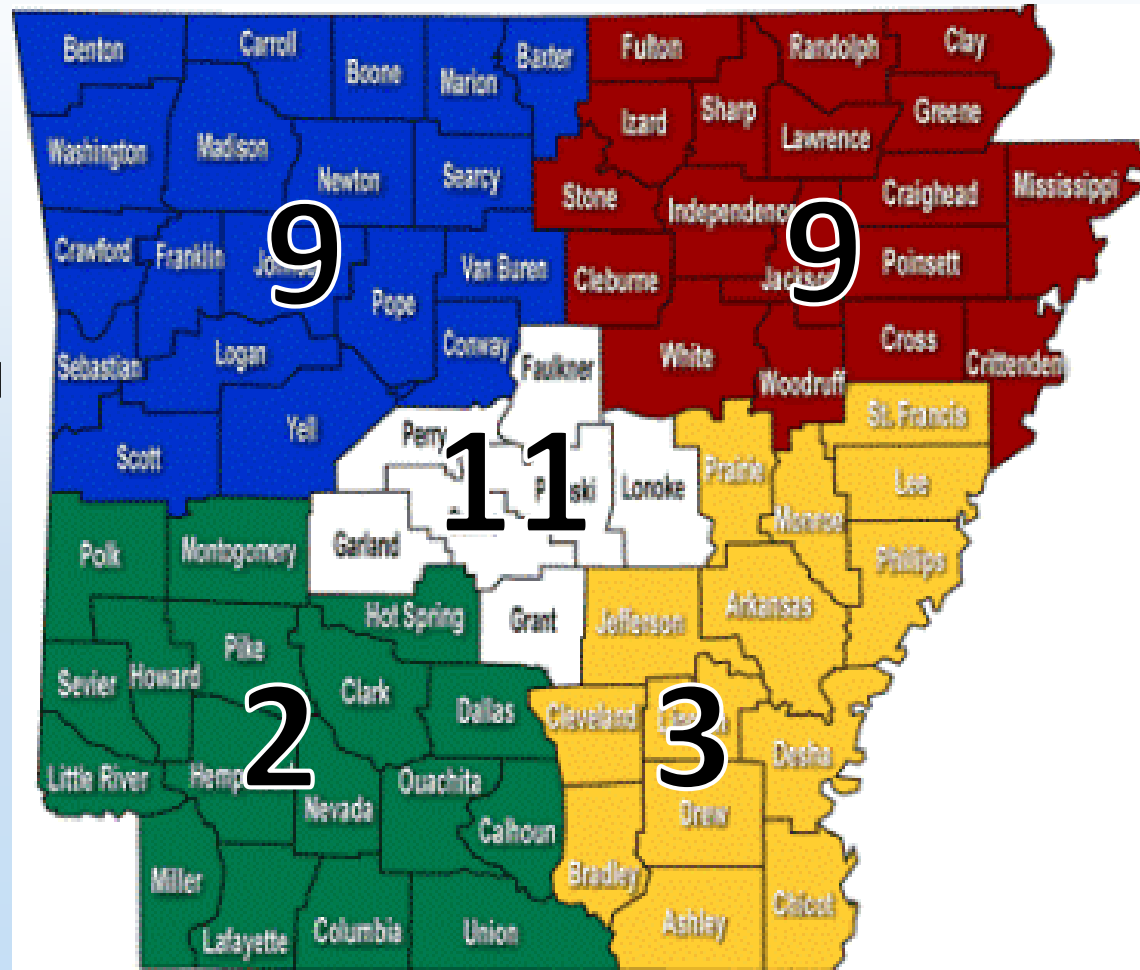 Benton
Carroll
Boone
Marion
Baxter
Fulton
Randolph
Clay
Washington
Madison
Newton
Searcy
Izard
Sharp
Lawrence
Greene
Stone
Independence
Craighead
Mississippi
Crawford
Franklin
9
Pope
Van Buren
Cleburne
Jackson
9
Poinsett
Sebastian
Logan
Conway
Faulkner
White
Woodruff
Cross
Crittenden
Scott
Yell
Perry
11
Lonoke
Prairie
St. Francis
Lee
Monroe
Polk
Montgomery
Garland
Phillips
Hot Spring
Grant
Jefferson
Arkansas
Sevier
Howard
Pike
Clark
Dallas
Cleveland
3
Desha
Little River
Hemp
2
Nevada
Ouachita
Calhoun
Drew
Miller
Lafayette
Columbia
Union
Bradley
Ashley
Chicot